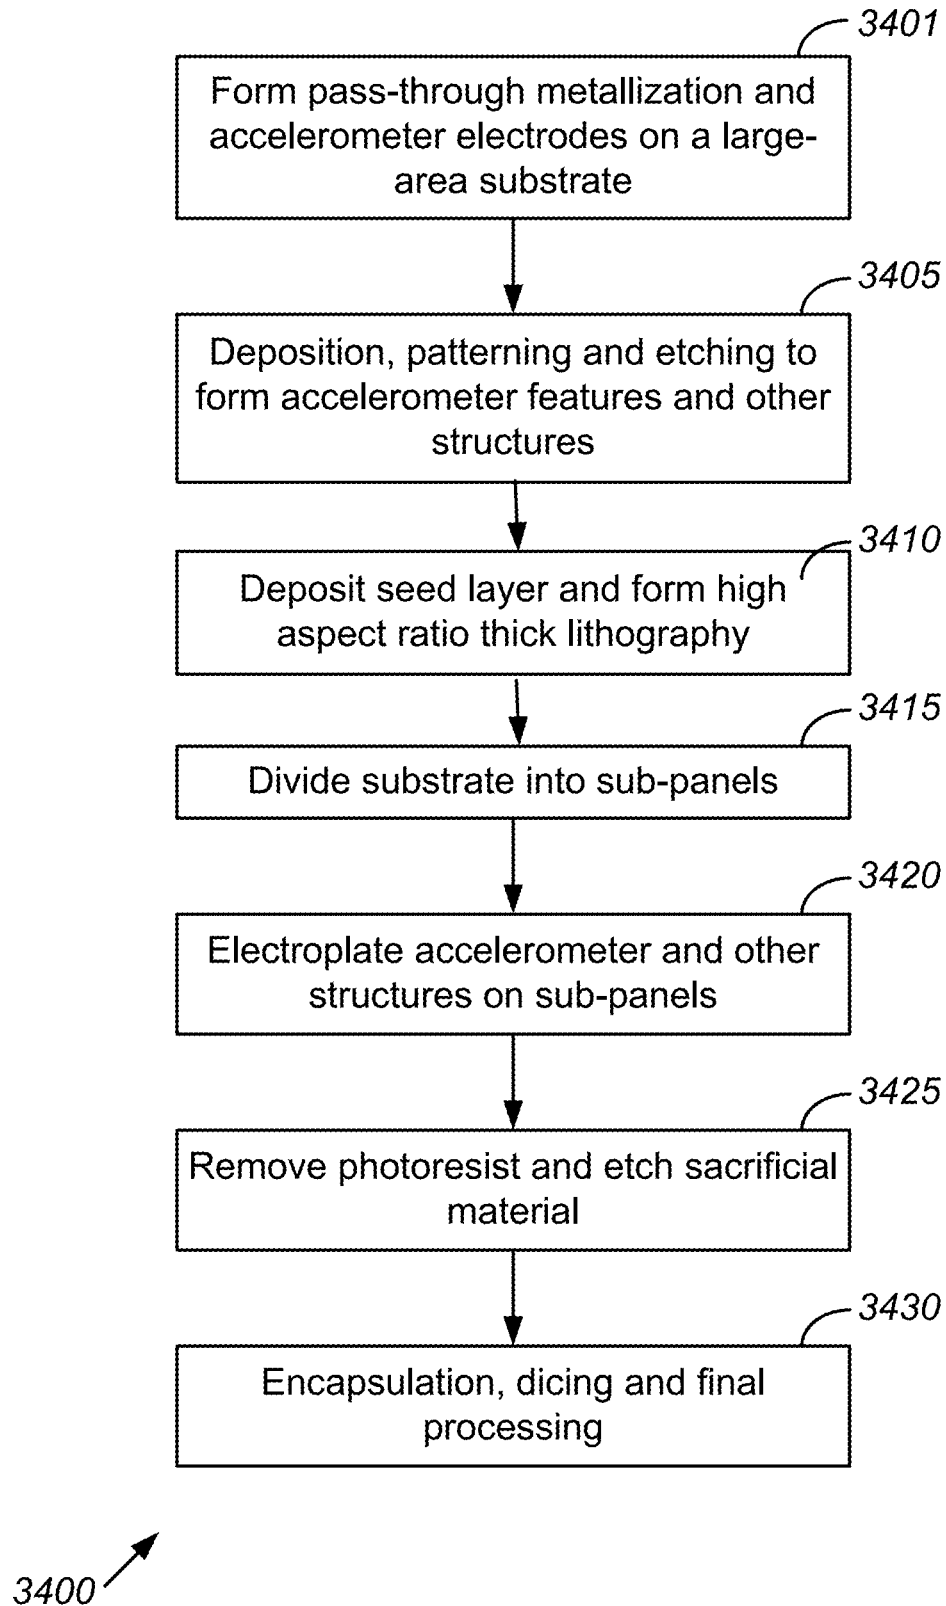 3401
Form pass-through metallization and
accelerometer electrodes on a large-
area substrate
3405
Deposition, patterning and etching to
form accelerometer features and other
structures
3410
Deposit seed layer and form high
aspect ratio thick lithography
3415
Divide substrate into sub-panels
3420
Electroplate accelerometer and other
structures on sub-panels
3425
Remove photoresist and etch sacrificial
material
3430
Encapsulation, dicing and final
processing
3400